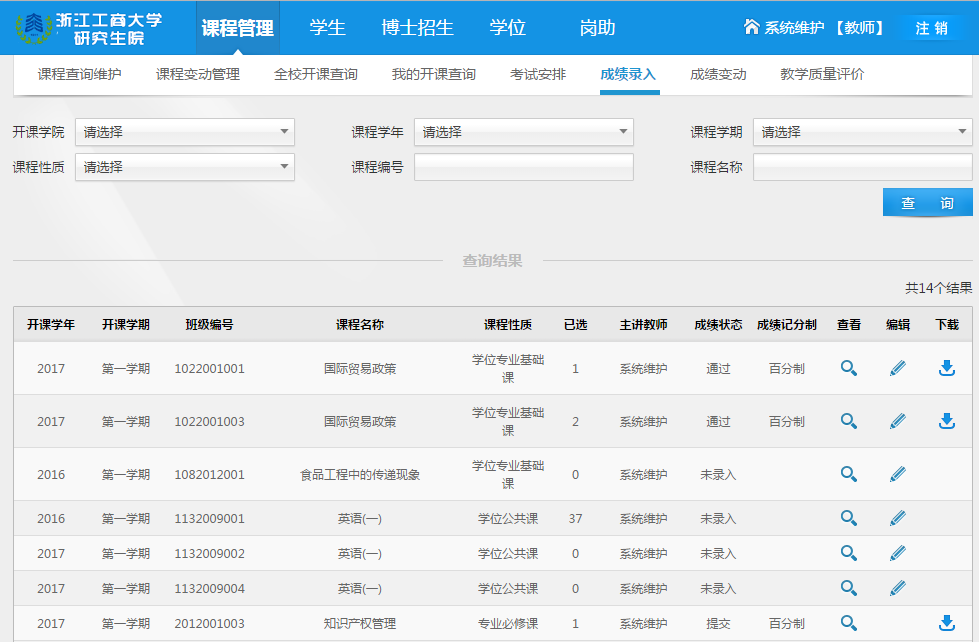 浙江工商大学
研究生院
课程管理 学生 博士招生 学位 岗助 系统维护 【教师】 注 销
课程查询维护 课程变动管理 全校开课查询 我的开课查询 考试安排 成绩录入 成绩变动 教学质量评价
开课学院 请选择 课程学年 请选择 课程学期 请选择
课程性质 请选择 课程编号 课程名称
查 询
查询结果
共14个结果
开课学年 开课学期 班级编号 课程名称 课程性质 已选 主讲教师 成绩状态 成绩记分制 查看 编辑 下载
2017 第一学期 1022001001 国际贸易政策 学位专业基础课 1 系统维护 通过 百分制
2017 第一学期 1022001003 国际贸易政策 学位专业基础课 2 系统维护 通过 百分制
2016 第一学期 1082012001 食品工程中的传递现象 学位专业基础课 0 系统维护 未录入
2016 第一学期 1132009001 英语(一) 学位公共课 37 系统维护 未录入
2017 第一学期 1132009002 英语(一) 学位公共课 0 系统维护 未录入
2017 第一学期 1132009004 英语(一) 学位公共课 0 系统维护 未录入
2017 第一学期 2012001003 知识产权管理 专业必修课 1 系统维护 提交 百分制